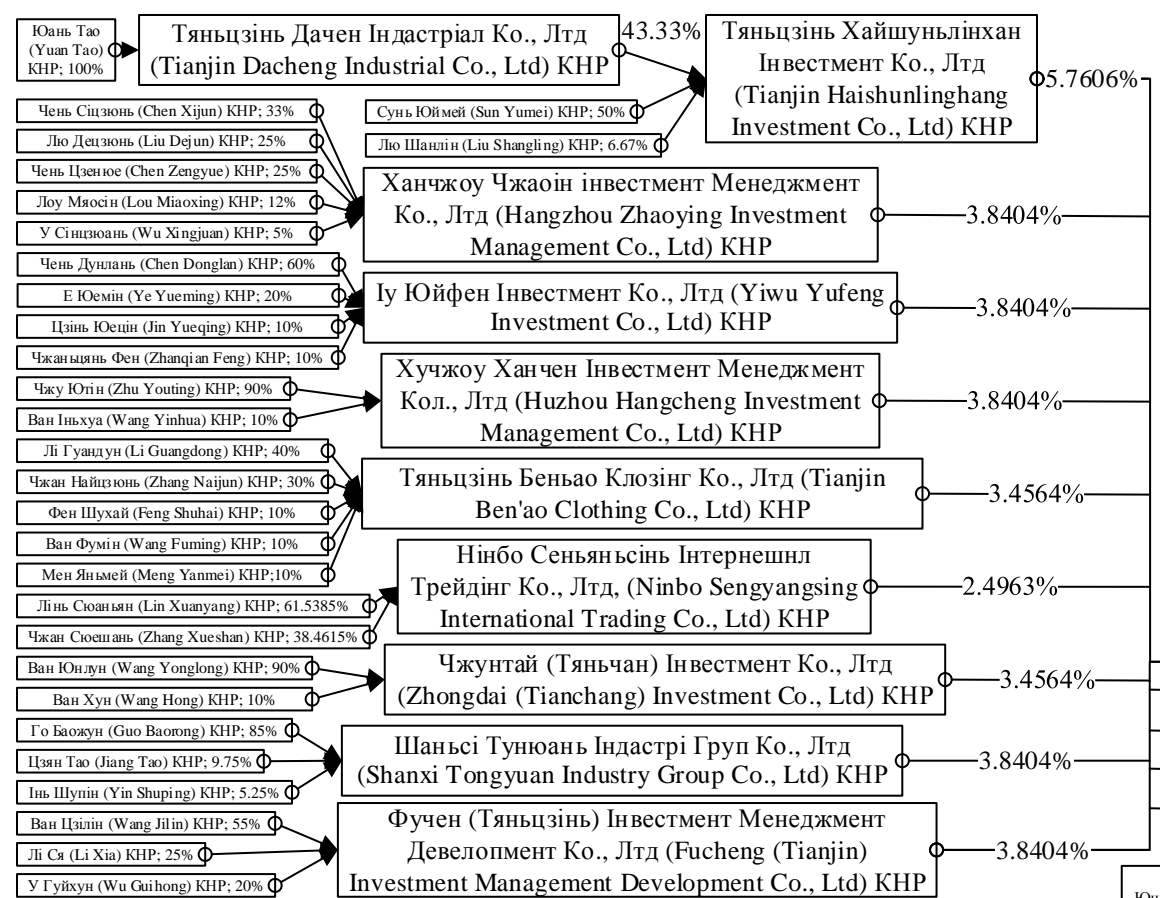 Юань Тао
(Yuan Tao)
КНР; 100%
Тяньцзінь Дачен Індастріал Ко., Лтд
(Tianjin Dacheng Industrial Co., Ltd) КНР
43.33%
Тяньцзінь Хайшуньлінхан
Інвестмент Ко., Лтд
(Tianjin Haishunlinghang
Investment Co., Ltd) КНР
5.7606%
Сунь Юймей (Sun Yumei) КНР; 50%
Лю Шанлін (Liu Shangling) КНР; 6.67%
Чень Сіцзюнь (Chen Xijun) КНР; 33%
Лю Децзюнь (Liu Dejun) КНР; 25%
Чень Цзенюе (Chen Zengyue) КНР; 25%
Лоу Мяосін (Lou Miaoxing) КНР; 12%
У Сінцзюань (Wu Xingjuan) КНР; 5%
Ханчжоу Чжаоін інвестмент Менеджмент
Ко., Лтд (Hangzhou Zhaoying Investment
Management Co., Ltd) КНР
3.8404%
Чень Дунлань (Chen Donglan) КНР; 60%
Е Юемін (Ye Yueming) КНР; 20%
Цзінь Юецін (Jin Yueqing) КНР; 10%
Чжаньцянь Фен (Zhanqian Feng) КНР; 10%
Іу Юйфен Інвестмент Ко., Лтд (Yiwu Yufeng
Investment Co., Ltd) КНР
3.8404%
Чжу Ютін (Zhu Youting) КНР; 90%
Ван Іньхуа (Wang Yinhua) КНР; 10%
Хучжоу Ханчен Інвестмент Менеджмент
Кол., Лтд (Huzhou Hangcheng Investment
Management Co., Ltd) КНР
3.8404%
Лі Гуандун (Li Guangdong) КНР; 40%
Чжан Найцзюнь (Zhang Naijun) КНР; 30%
Фен Шухай (Feng Shuhai) КНР; 10%
Ван Фумін (Wang Fuming) КНР; 10%
Мен Яньмей (Meng Yanmei) КНР;10%
Тяньцзінь Беньао Клозінг Ко., Лтд (Tianjin
Ben'ao Clothing Co., Ltd) КНР
3.4564%
Лінь Сюаньян (Lin Xuanyang) КНР; 61.5385%
Чжан Сюешань (Zhang Xueshan) КНР; 38.4615%
Нінбо Сеньяньсінь Інтернешнл
Трейдінг Ко., Лтд, (Ninbo Sengyangsing
International Trading Co., Ltd) КНР
2.4963%
Ван Юнлун (Wang Yonglong) КНР; 90%
Ван Хун (Wang Hong) КНР; 10%
Чжунтай (Тяньчан) Інвестмент Ко., Лтд
(Zhongdai (Tianchang) Investment Co., Ltd) КНР
3.4564%
Го Баожун (Guo Baorong) КНР; 85%
Цзян Тао (Jiang Tao) КНР; 9.75%
Інь Шупін (Yin Shuping) КНР; 5.25%
Шаньсі Тунюань Індастрі Груп Ко., Лтд
(Shanxi Tongyuan Industry Group Co., Ltd) КНР
3.8404%
Ван Цзілін (Wang Jilin) КНР; 55%
Лі Ся (Li Xia) КНР; 25%
У Гуйхун (Wu Guihong) КНР; 20%
Фучен (Тяньцзінь) Інвестмент Менеджмент
Девелопмент Ко., Лтд (Fucheng (Tianjin)
Investment Management Development Co., Ltd) КНР
3.8404%